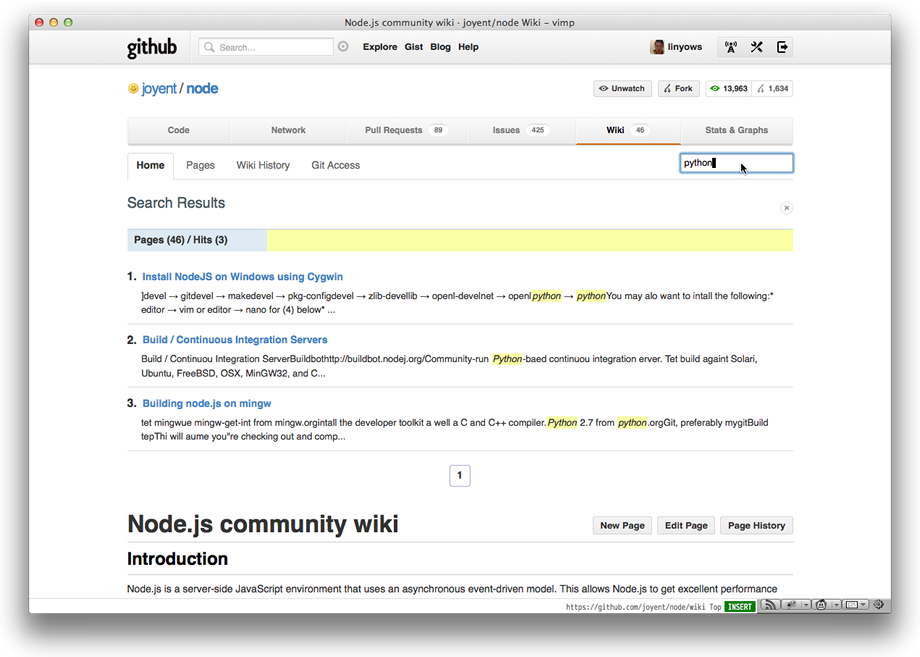 Node.js community wiki · joyent/node Wiki – vimp
github Search... Explore Gist Blog Help linyows
joyent / node Unwatch Fork 13,963 1,634
Code Network Pull Requests 89 Issues 425 Wiki 46 Stats & Graphs
Home Pages Wiki History Git Access python
Search Results
Pages (46) / Hits (3)
1. Install NodeJS on Windows using Cygwin
]devel → gitdevel → makedevel → pkg-configdevel → zlib-devellib → openl-develnet → openlpython → pythonYou may alo want to intall the following:*
editor → vim or editor → nano for (4) below* ...
2. Build / Continuous Integration Servers
Build / Continuou Integration ServerBuildbothttp://buildbot.nodej.org/Community-run Python-baed continuou integration erver. Tet build againt Solari,
Ubuntu, FreeBSD, OSX, MinGW32, and C...
3. Building node.js on mingw
tet mingwue mingw-get-int from mingw.orgintall the developer toolkit a well a C and C++ compiler.Python 2.7 from python.orgGit, preferably mygitBuild
tepThi will aume you"re checking out and comp...
1
Node.js community wiki New Page Edit Page Page History
Introduction
Node.js is a server-side JavaScript environment that uses an asynchronous event-driven model. This allows Node.js to get excellent performance
https://github.com/joyent/node/wiki Top INSERT